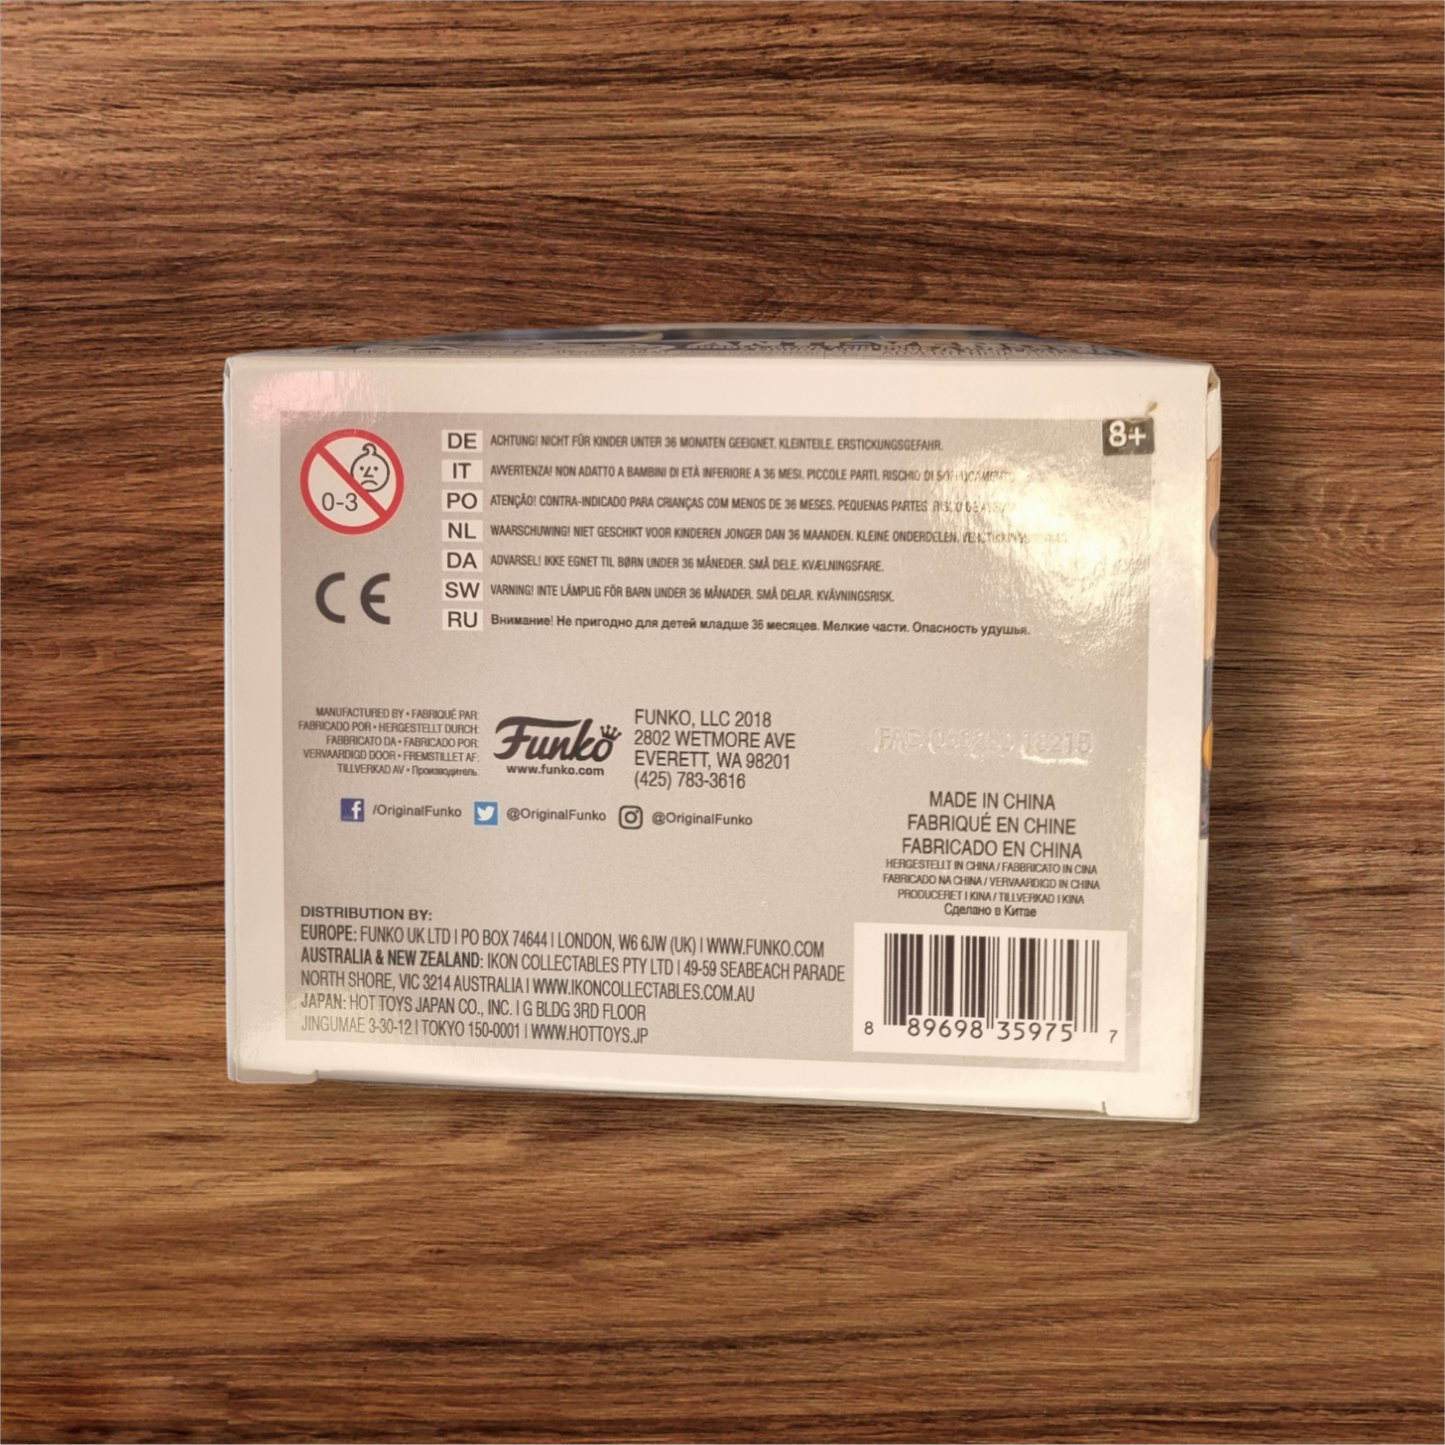 8+
0-3
DE ACHTUNG! NICHT FÜR KINDER UNTER 36 MONATEN GEEIGNET. KLEINTEILE. ERSTICKUNGSGEFAHR.
IT AVVERTENZA! NON ADATTO A BAMBINI DI ETÀ INFERIORE A 36 MESI. PICCOLE PARTI. RISCHIO DI
PO ATENÇÃO! CONTRA-INDICADO PARA CRIANÇAS COM MENOS DE 36 MESES. PEQUENAS PARTES.
NL WAARSCHUWING! NIET GESCHIKT VOOR KINDEREN JONGER DAN 36 MAANDEN. KLEINE ONDERDELEN.
DA ADVARSEL! IKKE EGNET TIL BØRN UNDER 36 MÅNEDER. SMÅ DELE. KVÆLNINGSFARE.
SW VARNING! INTE LÄMPLIG FÖR BARN UNDER 36 MÅNADER. SMÅ DELAR. KVÄVNINGSRISK.
RU Внимание! Не пригодно для детей младше 36 месяцев. Мелкие части. Опасность удушья.
CE
MANUFACTURED BY • FABRIQUÉ PAR:
FABRICADO POR • HERGESTELLT DURCH:
FABBRICATO DA • FABRICADO POR:
VERVAARDIGD DOOR • FREMSTILLET AF:
TILLVERKAD AV • Производитель:
Funko
www.funko.com
FUNKO, LLC 2018
2802 WETMORE AVE
EVERETT, WA 98201
(425) 783-3616
/OriginalFunko @OriginalFunko @OriginalFunko
MADE IN CHINA
FABRIQUÉ EN CHINE
FABRICADO EN CHINA
HERGESTELLT IN CHINA / FABBRICATO IN CINA
FABRICADO NA CHINA / VERVAARDIGD IN CHINA
PRODUCERET I KINA / TILLVERKAD I KINA
Сделано в Китае
DISTRIBUTION BY:
EUROPE: FUNKO UK LTD | PO BOX 74644 | LONDON, W6 6JW (UK) | WWW.FUNKO.COM
AUSTRALIA & NEW ZEALAND: IKON COLLECTABLES PTY LTD | 49-59 SEABEACH PARADE
NORTH SHORE, VIC 3214 AUSTRALIA | WWW.IKONCOLLECTABLES.COM.AU
JAPAN: HOT TOYS JAPAN CO., INC. | G BLDG 3RD FLOOR
JINGUMAE 3-30-12 | TOKYO 150-0001 | WWW.HOTTOYS.JP
8 89698 35975 7